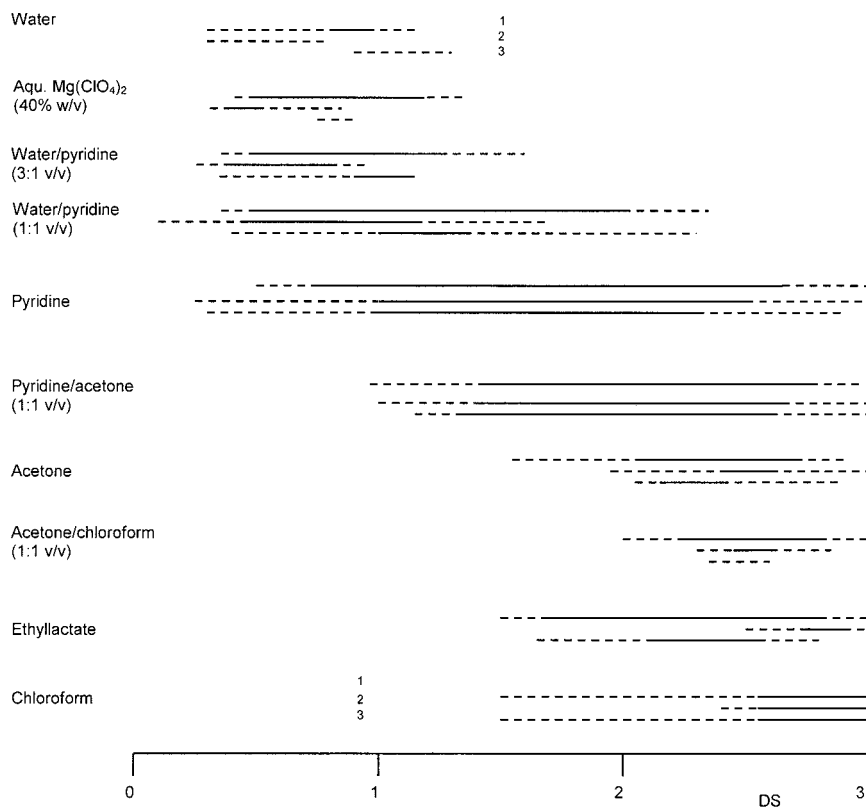 Water
1
2
3
Aqu. Mg(ClO₄)₂
(40% w/v)
Water/pyridine
(3:1 v/v)
Water/pyridine
(1:1 v/v)
Pyridine
Pyridine/acetone
(1:1 v/v)
Acetone
Acetone/chloroform
(1:1 v/v)
Ethyllactate
Chloroform
1
2
3
0 1 2 DS 3